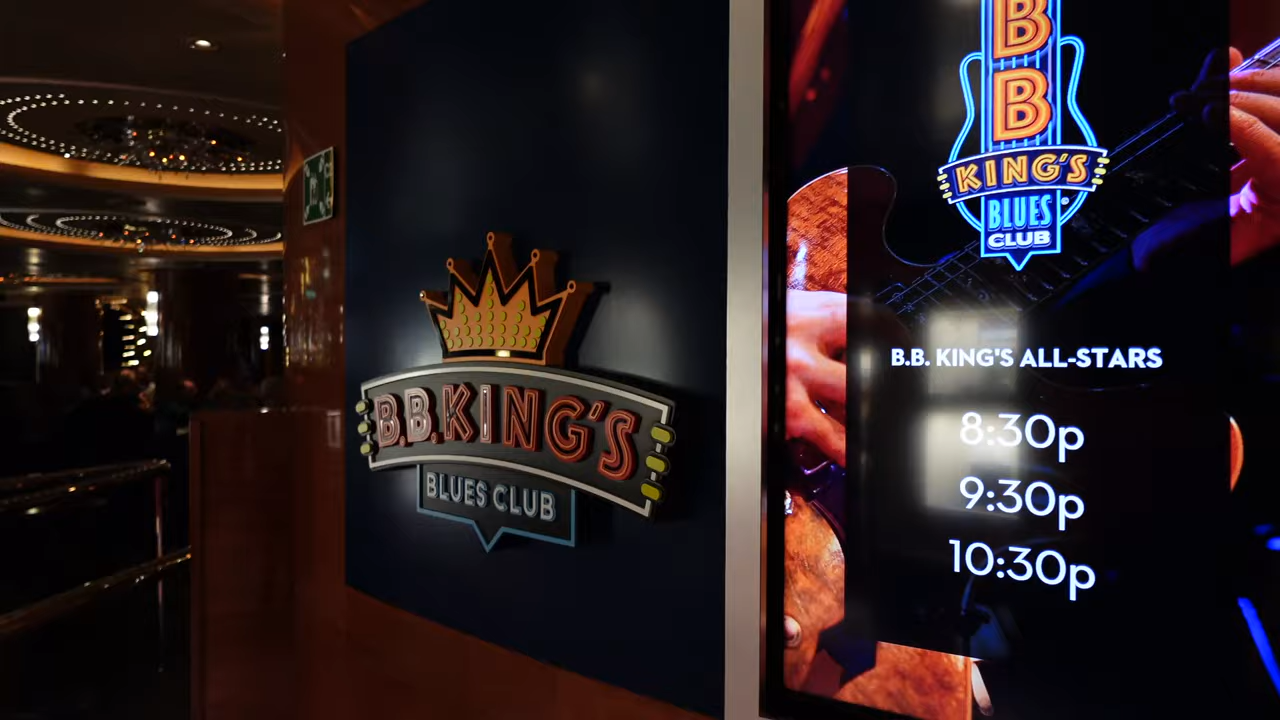 B.B.KING'S
BLUES CLUB
B
B
KING'S
BLUES
CLUB
B.B. KING'S ALL-STARS
8:30p
9:30p
10:30p